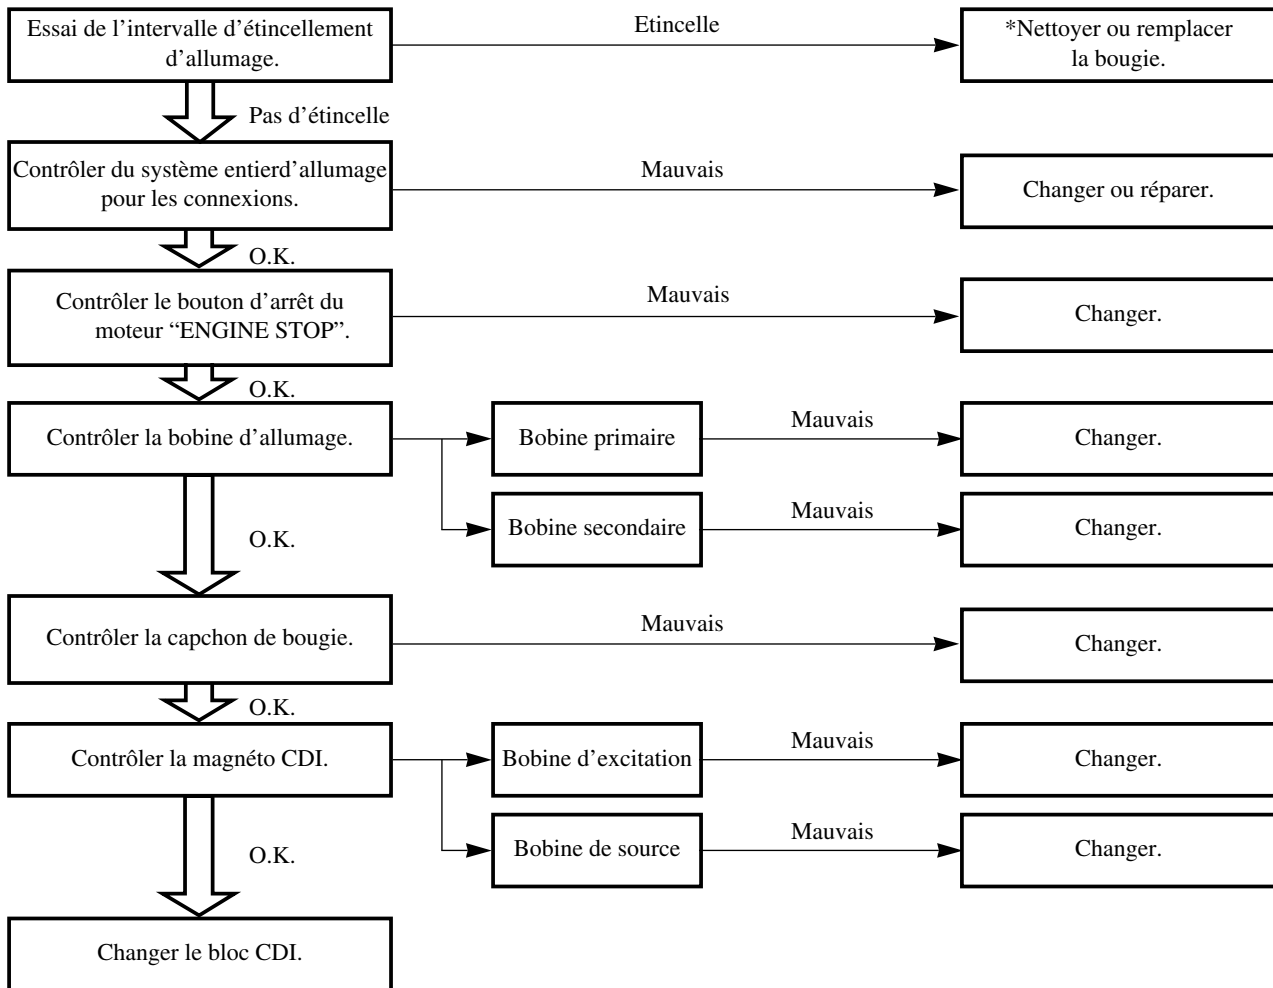 Essai de l'intervalle d'étincellement
d'allumage.
Etincelle
*Nettoyer ou remplacer
la bougie.
Pas d'étincelle
Contrôler du système entierd'allumage
pour les connexions.
Mauvais
Changer ou réparer.
O.K.
Contrôler le bouton d'arrêt du
moteur “ENGINE STOP”.
Mauvais
Changer.
O.K.
Contrôler la bobine d'allumage.
Bobine primaire
Mauvais
Changer.
Bobine secondaire
Mauvais
Changer.
O.K.
Contrôler la capchon de bougie.
Mauvais
Changer.
O.K.
Contrôler la magnéto CDI.
Bobine d'excitation
Mauvais
Changer.
Bobine de source
Mauvais
Changer.
O.K.
Changer le bloc CDI.